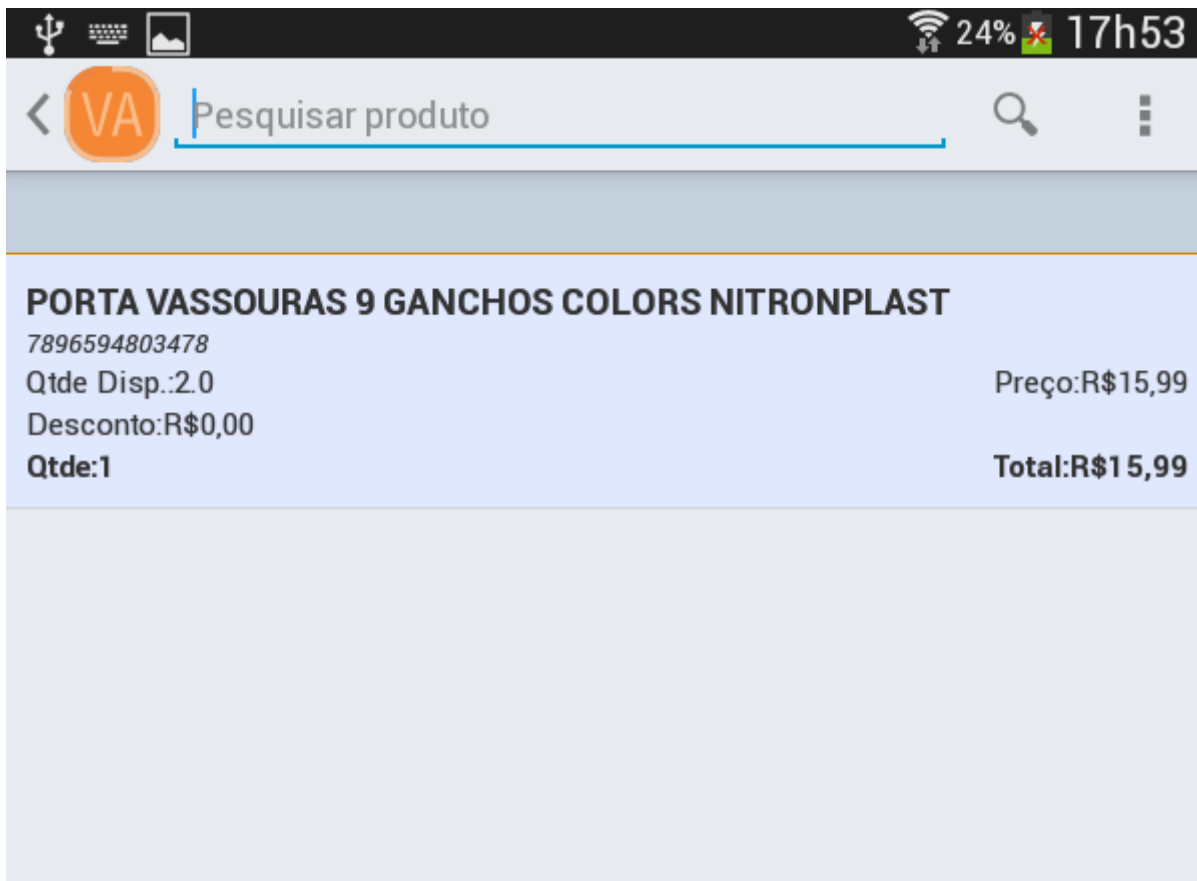 24% 17h53
VA Pesquisar produto
PORTA VASSOURAS 9 GANCHOS COLORS NITRONPLAST
7896594803478
Qtde Disp.:2.0 Preço:R$15,99
Desconto:R$0,00
Qtde:1 Total:R$15,99